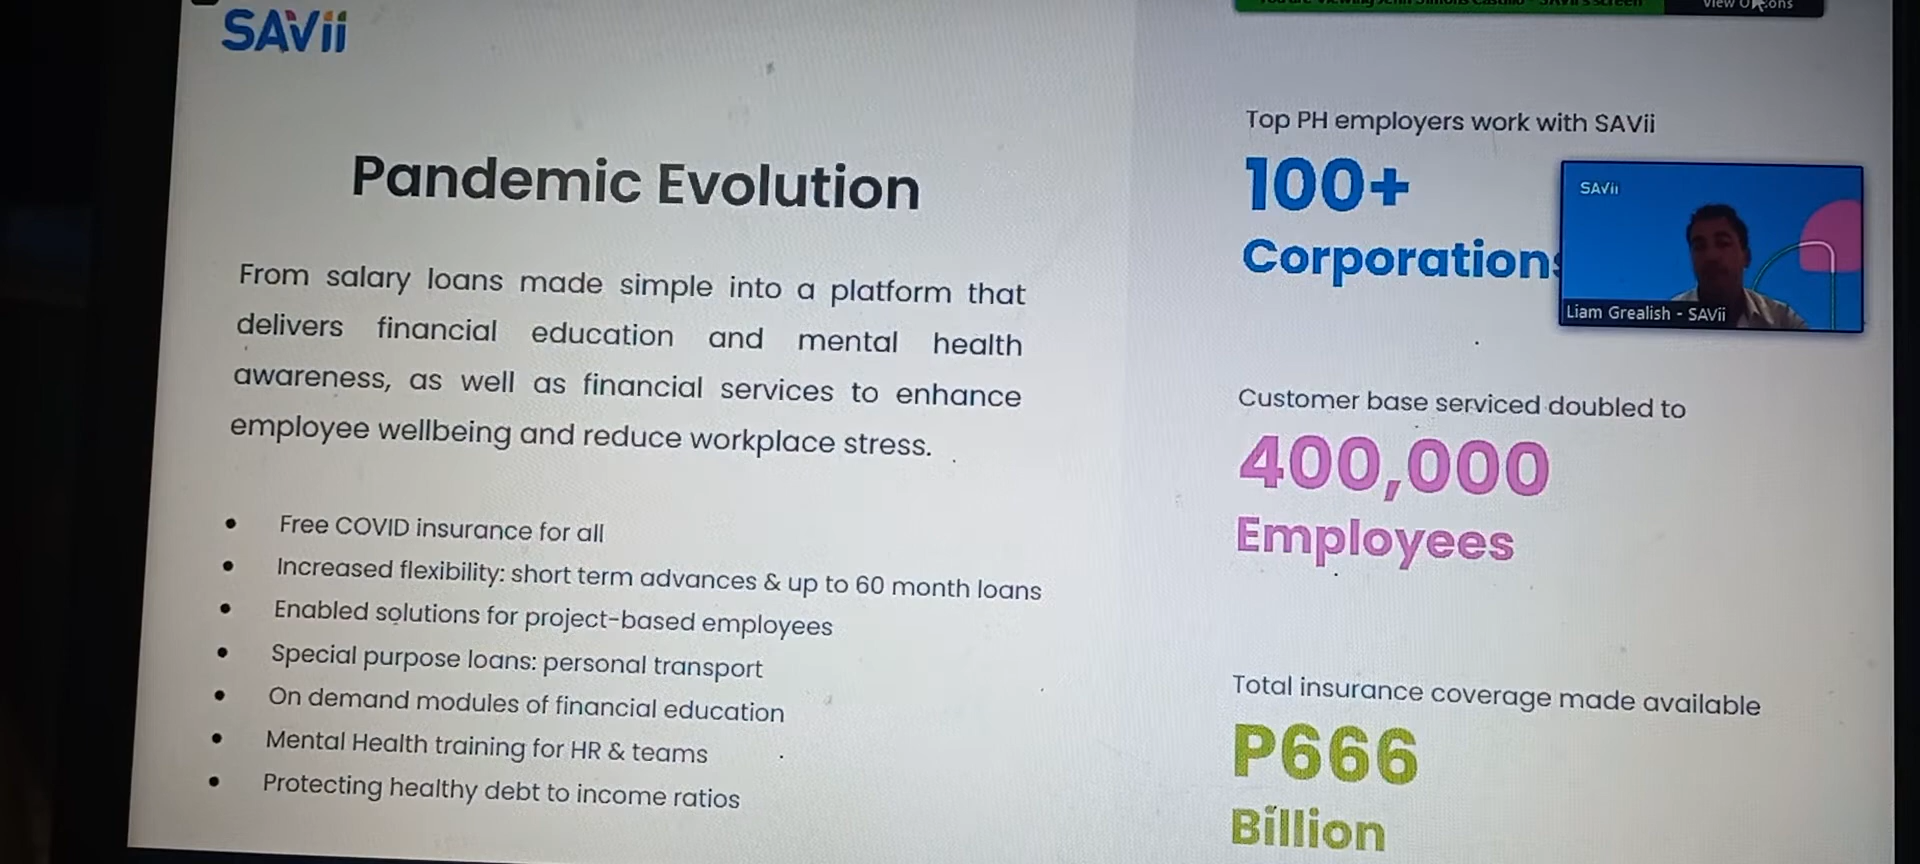 SAVii
View Options
Pandemic Evolution
From salary loans made simple into a platform that
delivers financial education and mental health
awareness, as well as financial services to enhance
employee wellbeing and reduce workplace stress.
• Free COVID insurance for all
• Increased flexibility: short term advances & up to 60 month loans
• Enabled solutions for project-based employees
• Special purpose loans: personal transport
• On demand modules of financial education
• Mental Health training for HR & teams
• Protecting healthy debt to income ratios
Top PH employers work with SAVii
100+
Corporations
SAVii
Liam Grealish - SAVii
Customer base serviced doubled to
400,000
Employees
Total insurance coverage made available
P666
Billion